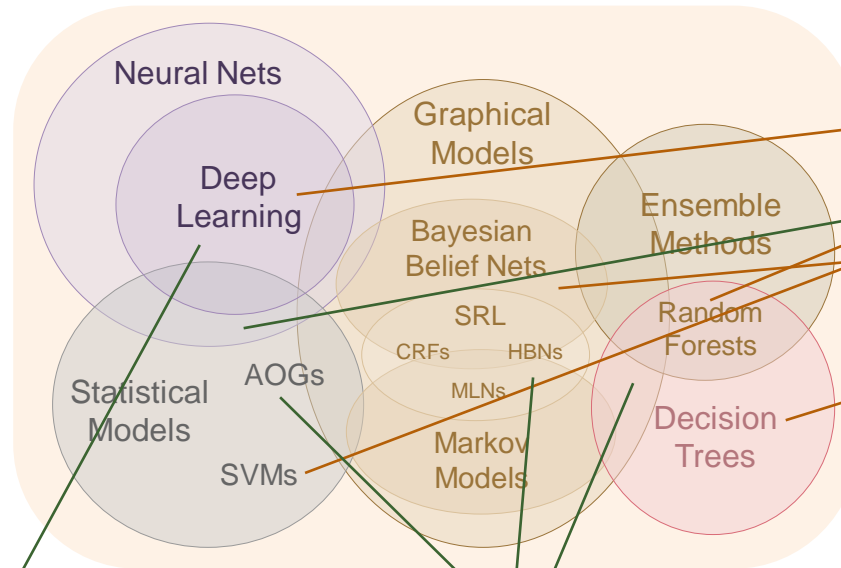 Neural Nets
Deep
Learning
Graphical
Models
Bayesian
Belief Nets
SRL
CRFs
HBNs
MLNs
Markov
Models
Ensemble
Methods
Random
Forests
Decision
Trees
Statistical
Models
AOGs
SVMs